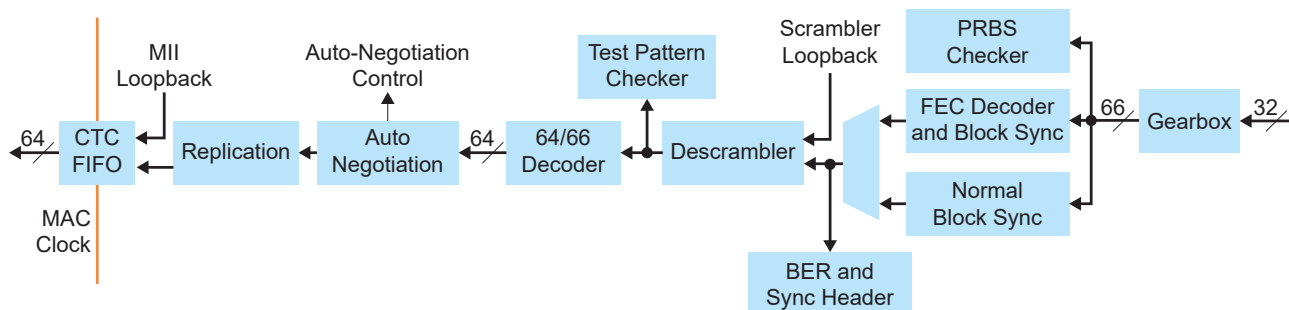 MII
Loopback
Auto-Negotiation
Control
Test Pattern
Checker
Scrambler
Loopback
PRBS
Checker
64
CTC
FIFO
Replication
Auto
Negotiation
64
64/66
Decoder
Descrambler
FEC Decoder
and Block Sync
66
Gearbox
32
Normal
Block Sync
MAC
Clock
BER and
Sync Header